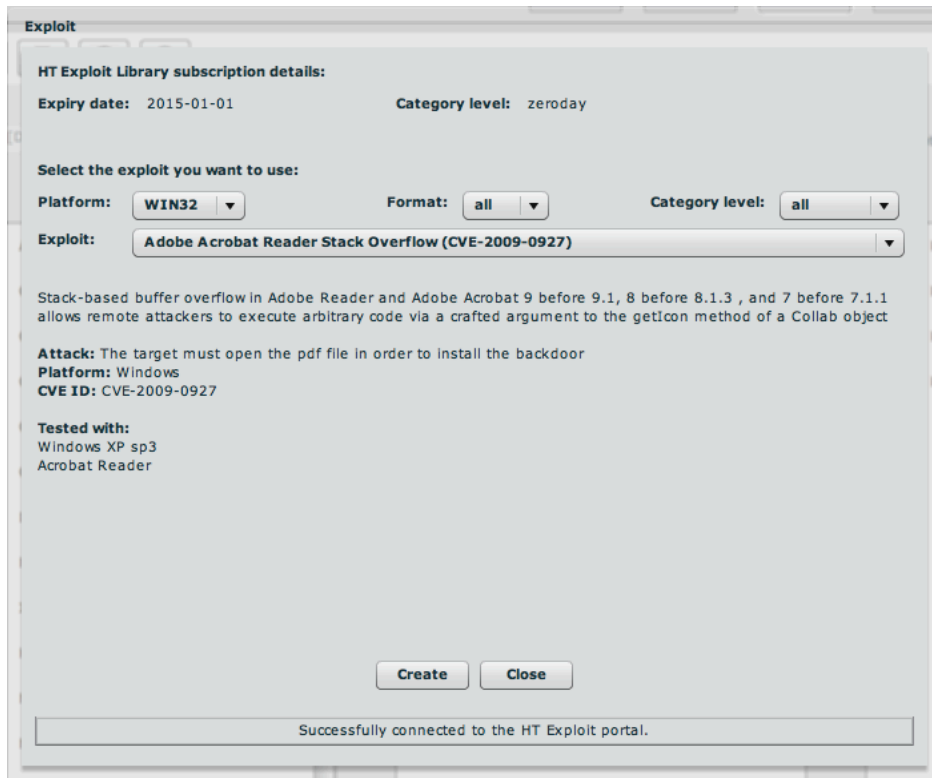 Exploit
HT Exploit Library subscription details:
Expiry date: 2015-01-01 Category level: zeroday
Select the exploit you want to use:
Platform: WIN32 Format: all Category level: all
Exploit: Adobe Acrobat Reader Stack Overflow (CVE-2009-0927)
Stack-based buffer overflow in Adobe Reader and Adobe Acrobat 9 before 9.1, 8 before 8.1.3 , and 7 before 7.1.1
allows remote attackers to execute arbitrary code via a crafted argument to the getIcon method of a Collab object
Attack: The target must open the pdf file in order to install the backdoor
Platform: Windows
CVE ID: CVE-2009-0927
Tested with:
Windows XP sp3
Acrobat Reader
Create Close
Successfully connected to the HT Exploit portal.